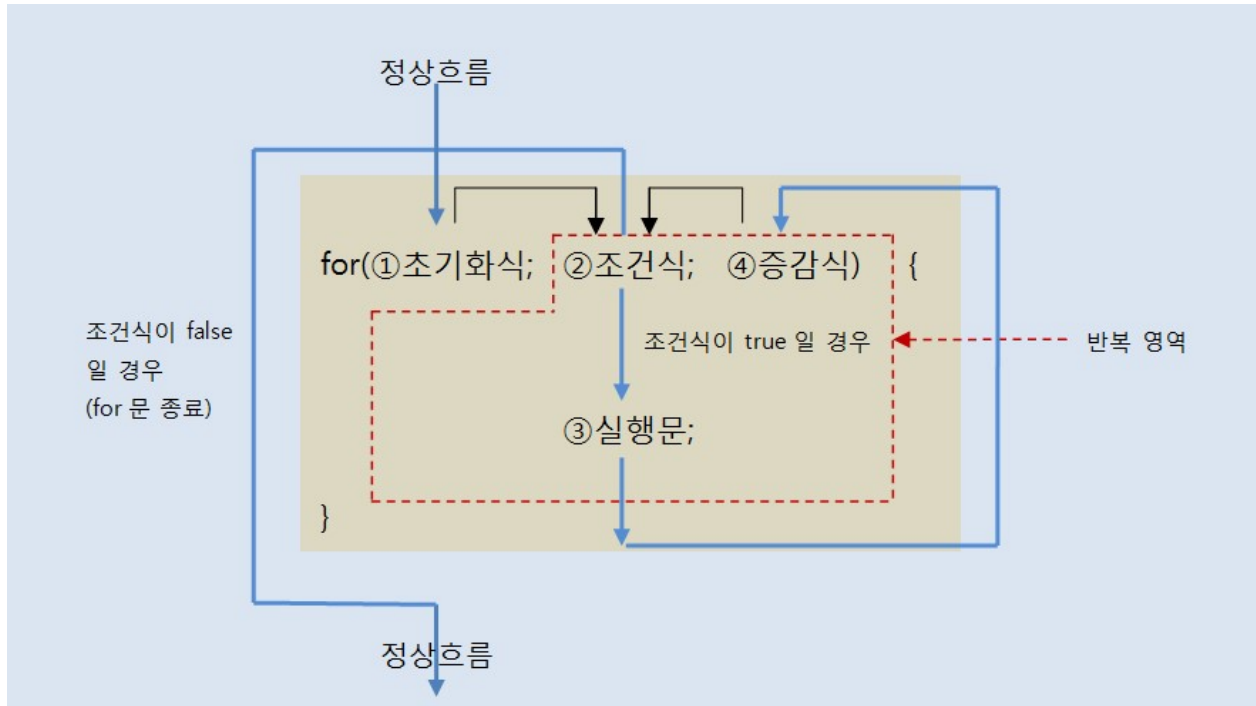 정상흐름
for(①초기화식; ②조건식; ④증감식) {
조건식이 false
일 경우
(for 문 종료)
조건식이 true 일 경우
반복 영역
③실행문;
}
정상흐름